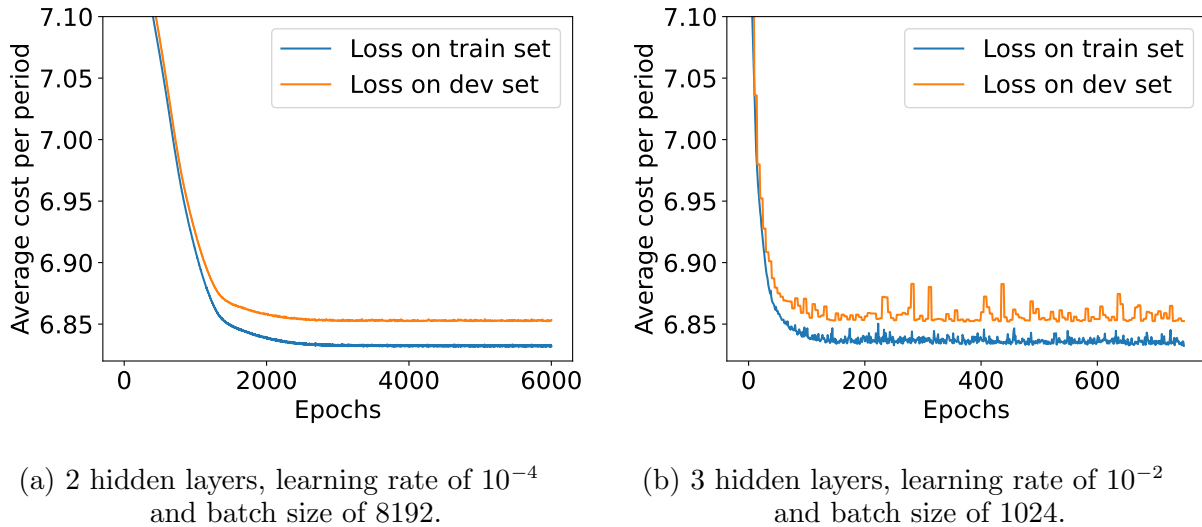 7.10
7.05
7.00
6.95
6.90
6.85
Average cost per period
0
2000
4000
6000
Epochs
Loss on train set
Loss on dev set
(a) 2 hidden layers, learning rate of 10⁻⁴
and batch size of 8192.
7.10
7.05
7.00
6.95
6.90
6.85
Average cost per period
0
200
400
600
Epochs
Loss on train set
Loss on dev set
(b) 3 hidden layers, learning rate of 10⁻²
and batch size of 1024.